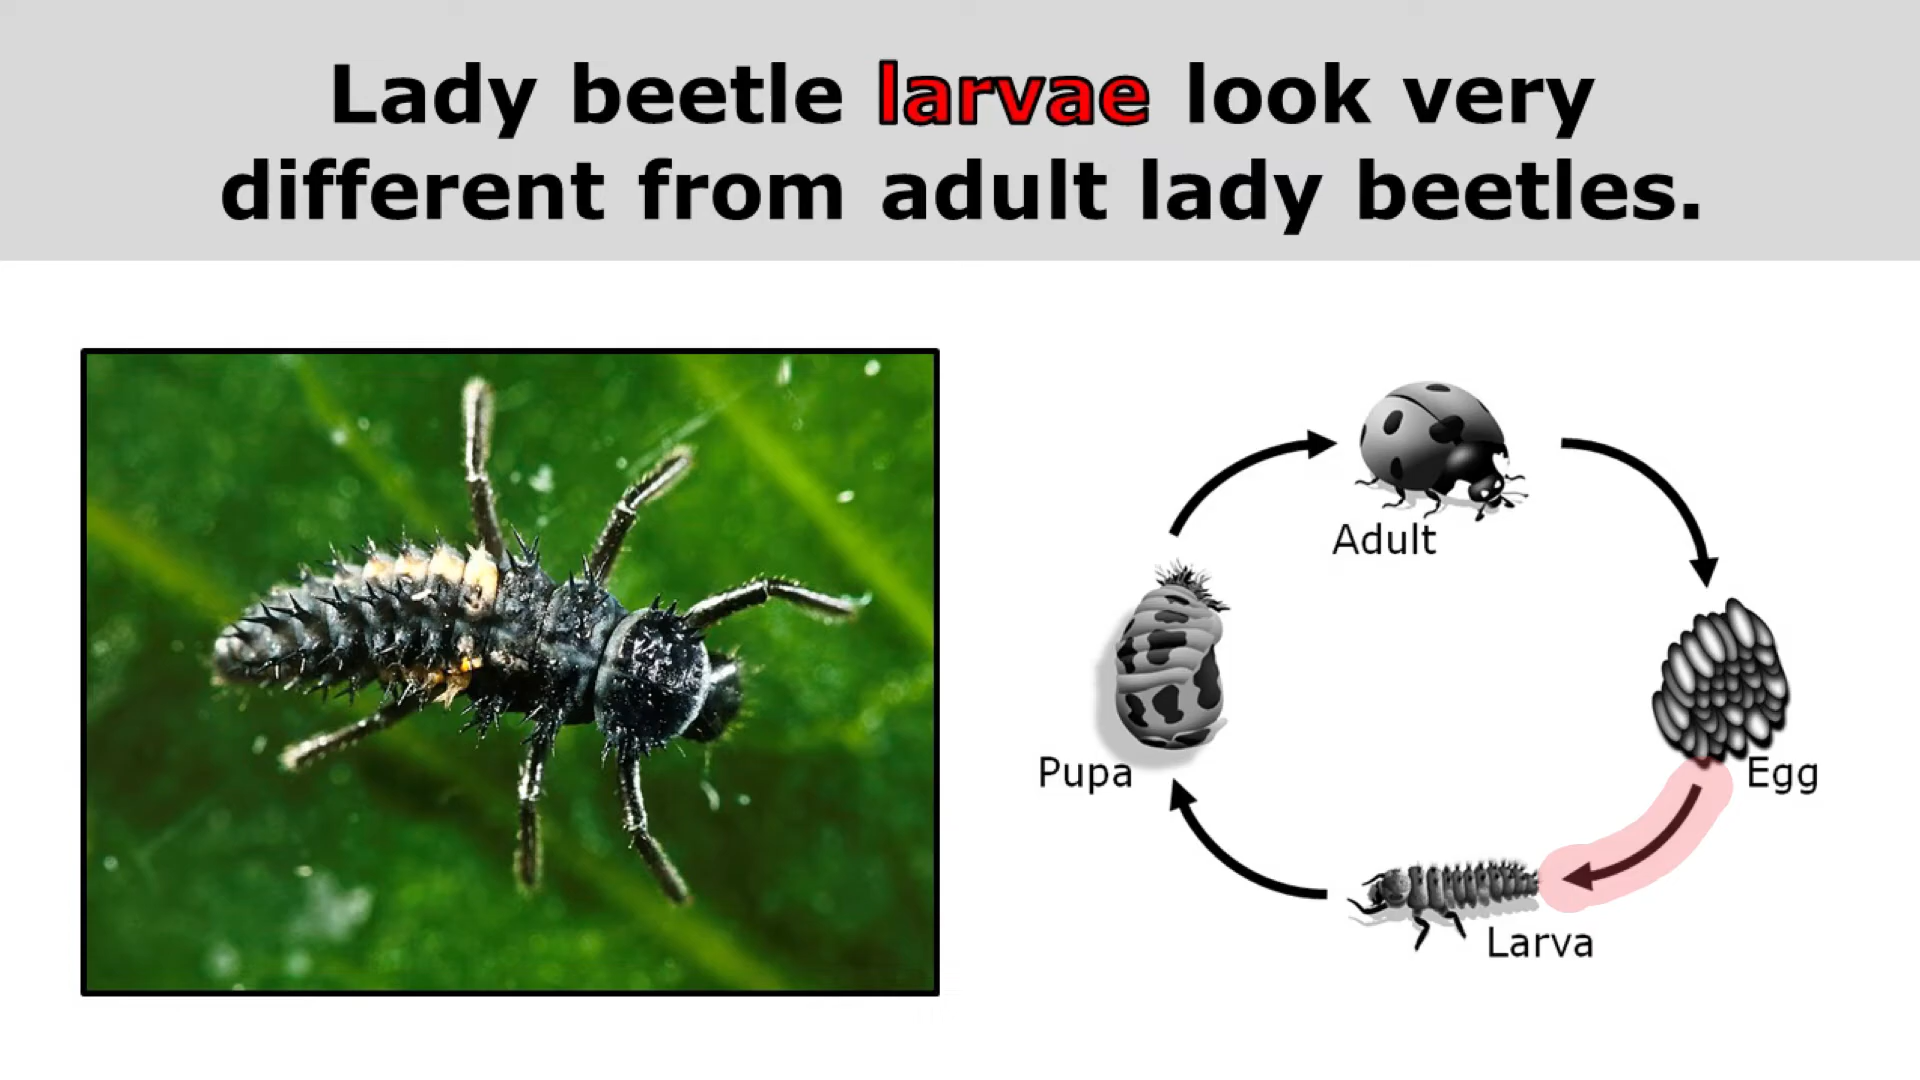 Lady beetle larvae look very
different from adult lady beetles.
Adult
Pupa
Egg
Larva